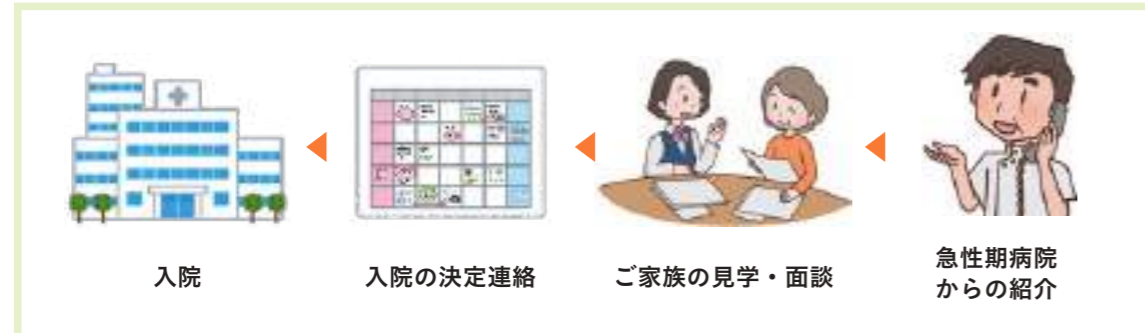 入院
入院の決定連絡
ご家族の見学・面談
急性期病院
からの紹介